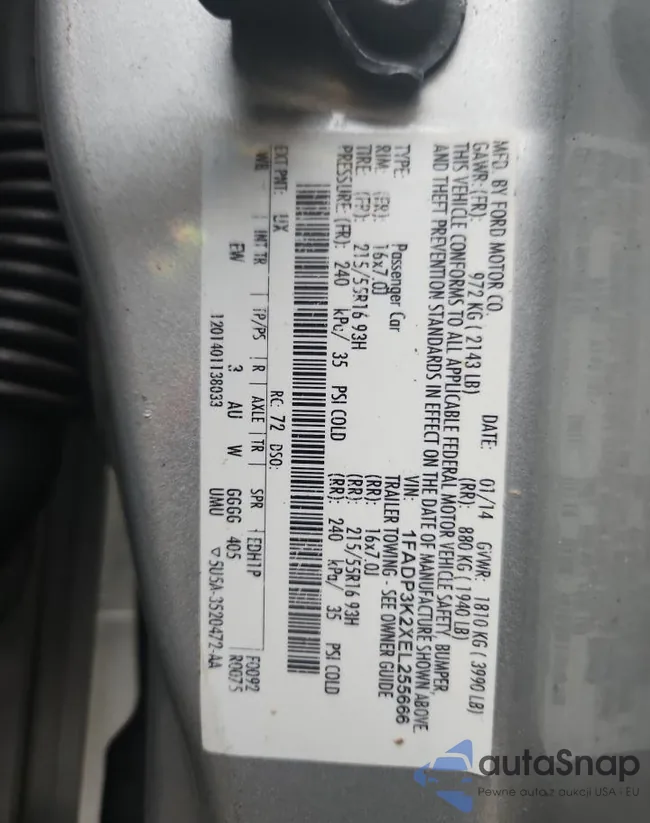 MFD. BY FORD MOTOR CO. DATE: 01/14 GVWR: 1810 KG ( 3990 LB)
GAWR: (FR): 972 KG ( 2143 LB) (RR): 880 KG ( 1940 LB)
THIS VEHICLE CONFORMS TO ALL APPLICABLE FEDERAL MOTOR VEHICLE SAFETY, BUMPER,
AND THEFT PREVENTION STANDARDS IN EFFECT ON THE DATE OF MANUFACTURE SHOWN ABOVE
VIN: 1FADP3K2XEL255666
TYPE: Passenger Car TRAILER TOWING - SEE OWNER GUIDE
RIM: (FR): 16x7.0J (RR): 16x7.0J
TIRE: (FR): 215/55R16 93H (RR): 215/55R16 93H
PRESSURE: (FR): 240 kPa/ 35 PSI COLD (RR): 240 kPa/ 35 PSI COLD
EXT PNT: UX RC: 72 DSO:
WB INT TR TP/PS R AXLE TR SPR EDH1P F0092
EW 3 AU W GGGG 405 R0075
1201401138033 UMU ▽ 5U5A-3520472-AA
autaSnap
Pewne auta z aukcji USA i EU